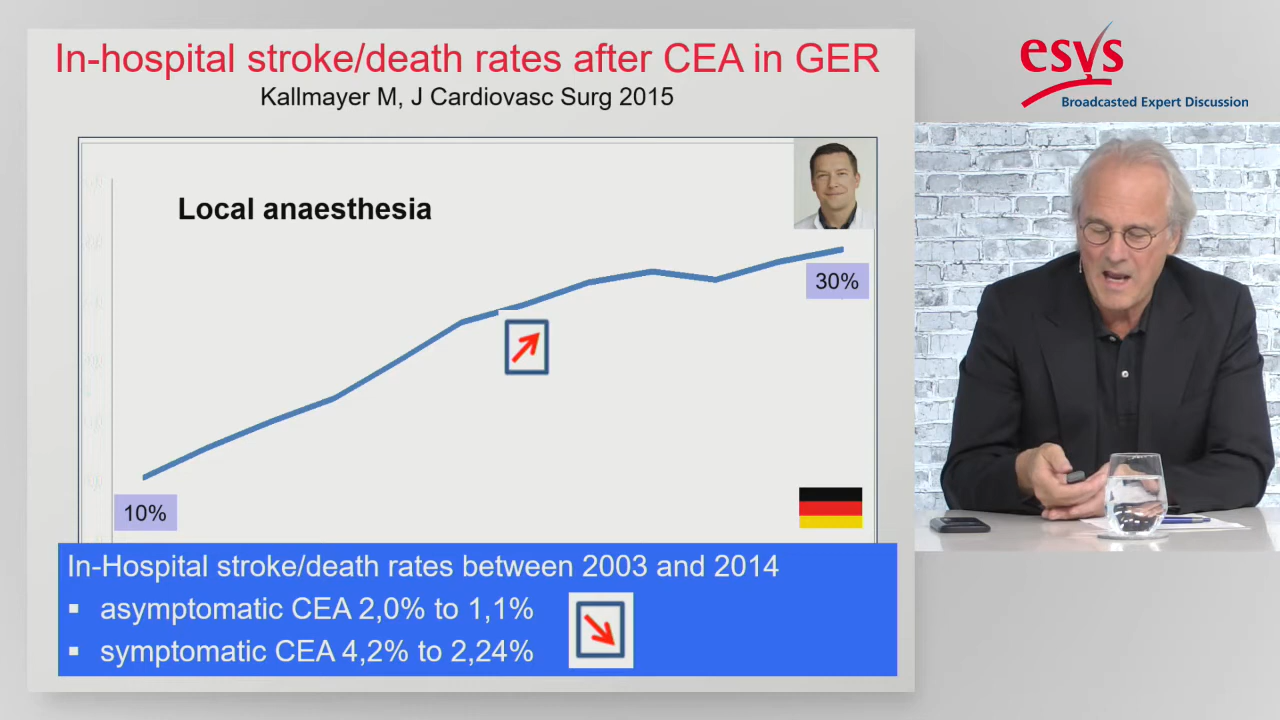 In-hospital stroke/death rates after CEA in GER
Kallmayer M, J Cardiovasc Surg 2015
Local anaesthesia
30%
10%
In-Hospital stroke/death rates between 2003 and 2014
▪ asymptomatic CEA 2,0% to 1,1%
▪ symptomatic CEA 4,2% to 2,24%
esvs
Broadcasted Expert Discussion